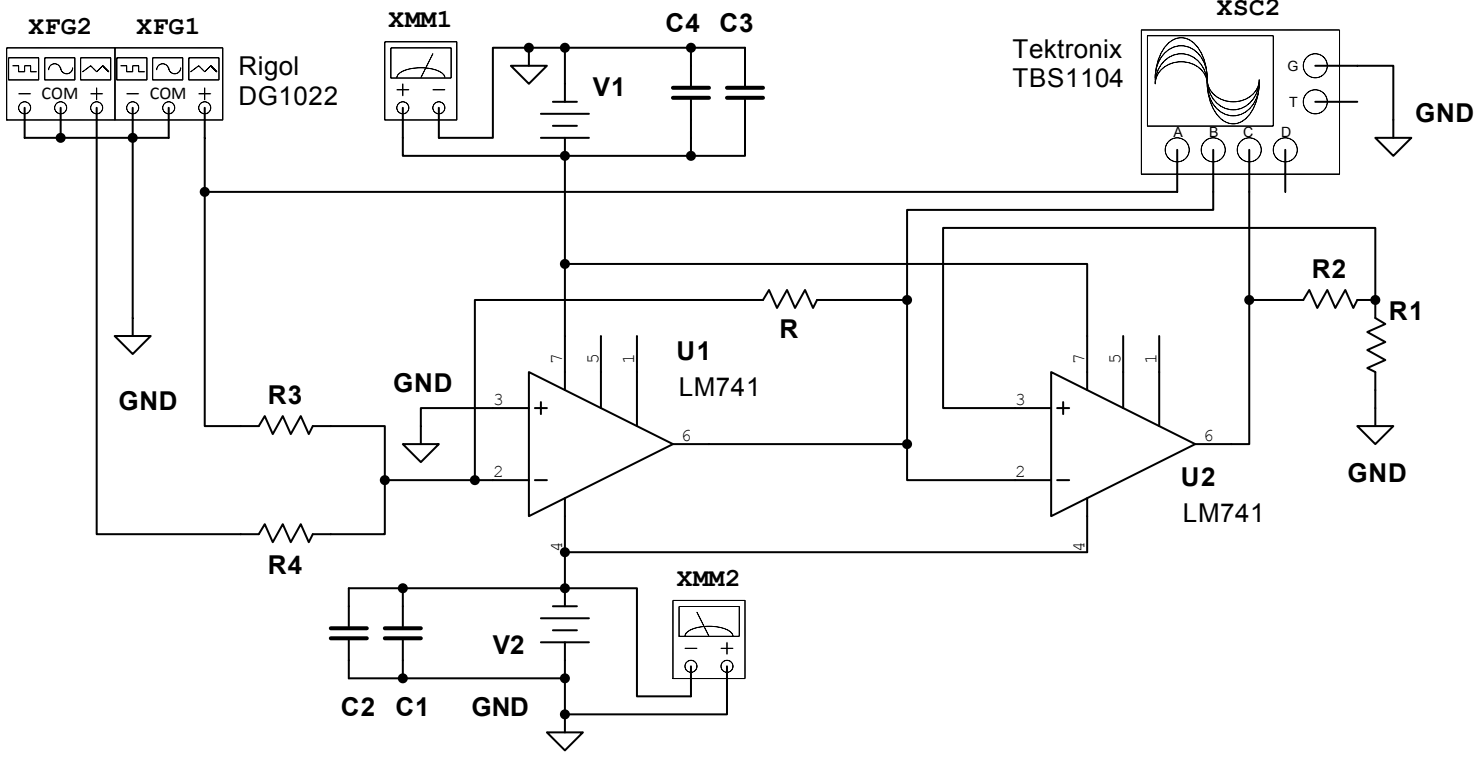 XFG2 XFG1
Rigol
DG1022
− COM + − COM +
XMM1
+ −
C4 C3
V1
XSC2
Tektronix
TBS1104
G
T
A B C D
GND
R2
R1
R
GND
R3
GND
3
2
7
5
1
6
4
+
−
U1
LM741
3
2
7
5
1
6
4
+
−
U2
LM741
GND
R4
XMM2
− +
V2
C2 C1 GND